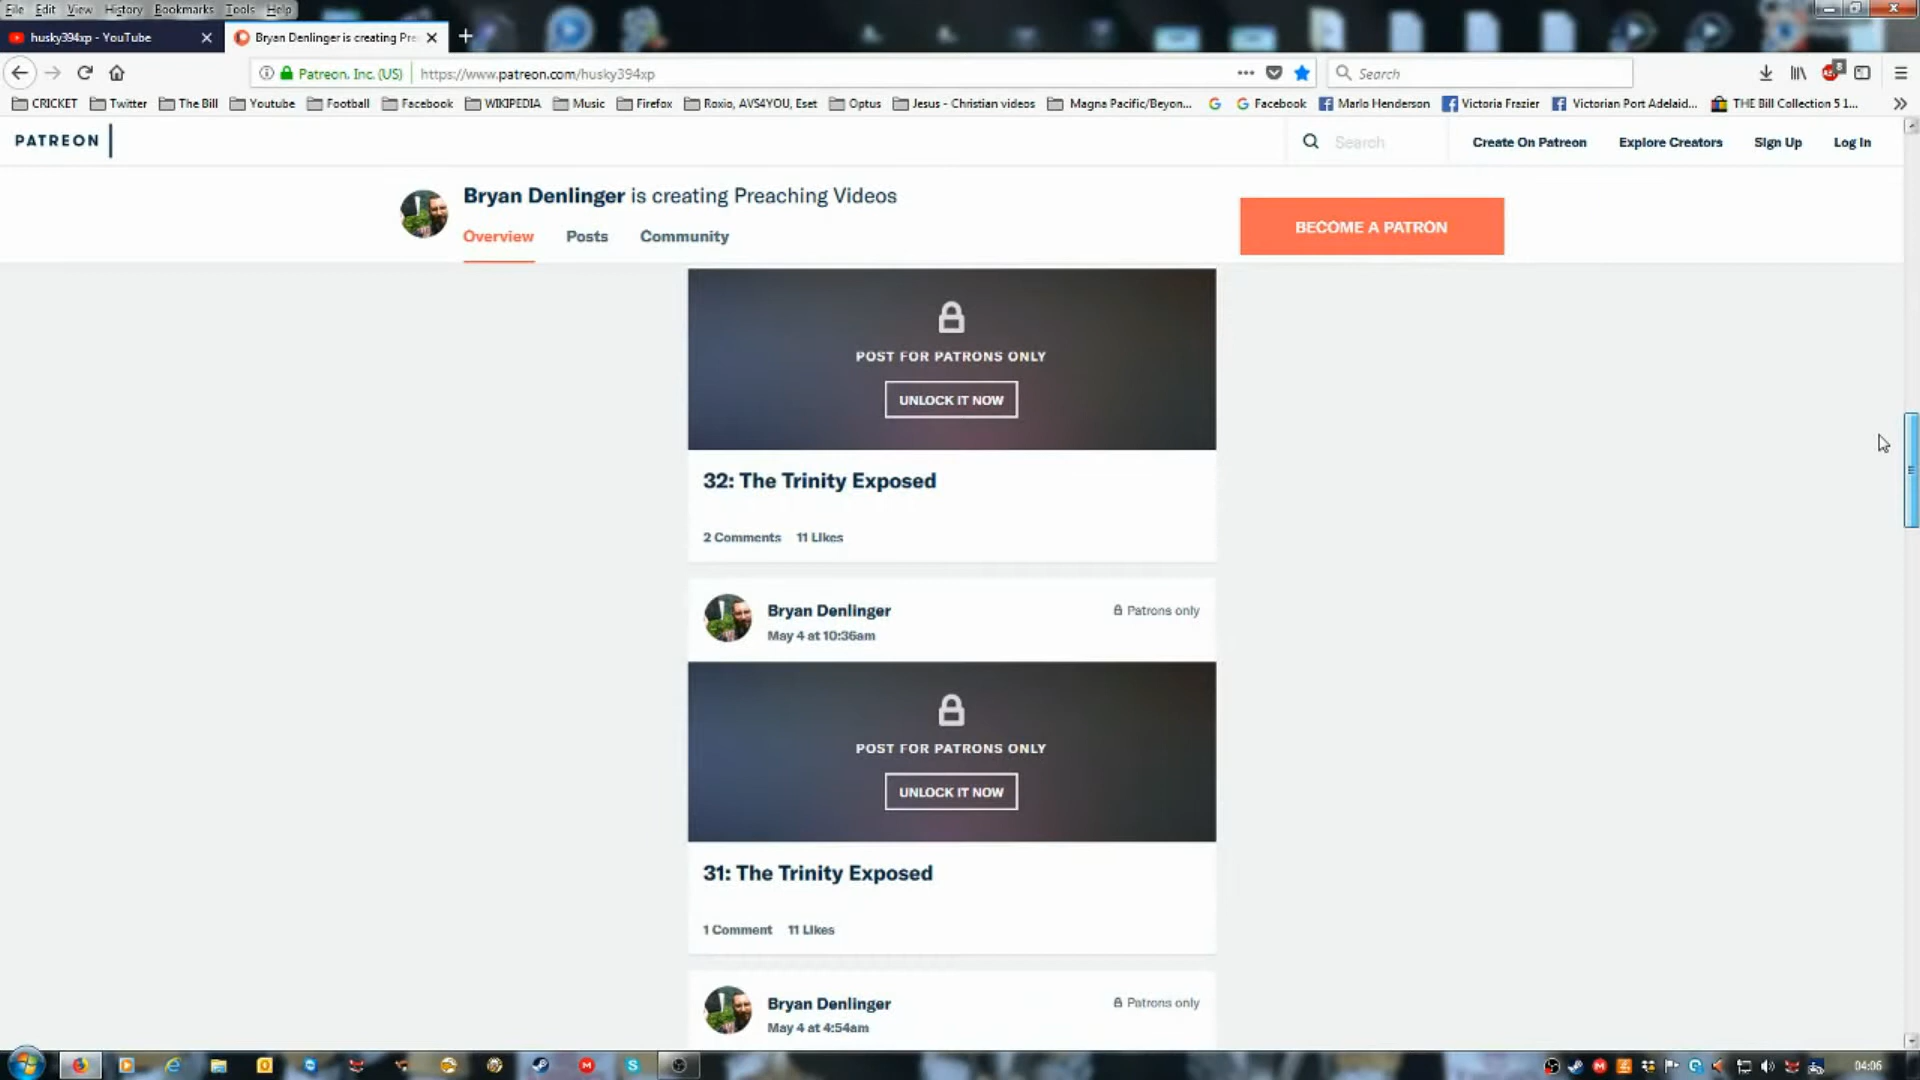 File Edit View History Bookmarks Tools Help
husky394xp - YouTube Bryan Denlinger is creating Pre
Patreon, Inc. (US) https://www.patreon.com/husky394xp Search 8
CRICKET Twitter The Bill Youtube Football Facebook WIKIPEDIA Music Firefox Roxio, AVS4YOU, Eset Optus Jesus - Christian videos Magna Pacific/Beyon... Facebook Marlo Henderson Victoria Frazier Victorian Port Adelaid... THE Bill Collection 5 1...
PATREON Search Create On Patreon Explore Creators Sign Up Log In
Bryan Denlinger is creating Preaching Videos
BECOME A PATRON
Overview Posts Community
POST FOR PATRONS ONLY
UNLOCK IT NOW
32: The Trinity Exposed
2 Comments 11 Likes
Bryan Denlinger Patrons only
May 4 at 10:36am
POST FOR PATRONS ONLY
UNLOCK IT NOW
31: The Trinity Exposed
1 Comment 11 Likes
Bryan Denlinger Patrons only
May 4 at 4:54am
04:06